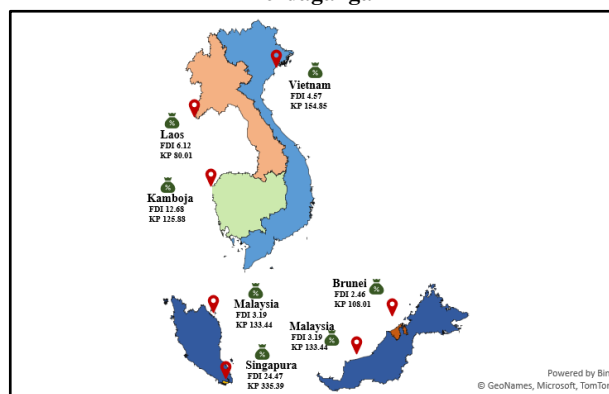 Vietnam
FDI 4.57
KP 154.85
Laos
FDI 6.12
KP 80.01
Kamboja
FDI 12.68
KP 125.88
Brunei
FDI 2.46
KP 108.01
Malaysia
FDI 3.19
KP 133.44
Malaysia
FDI 3.19
KP 133.44
Singapura
FDI 24.47
KP 335.39
Powered by Bin
© GeoNames, Microsoft, TomTom